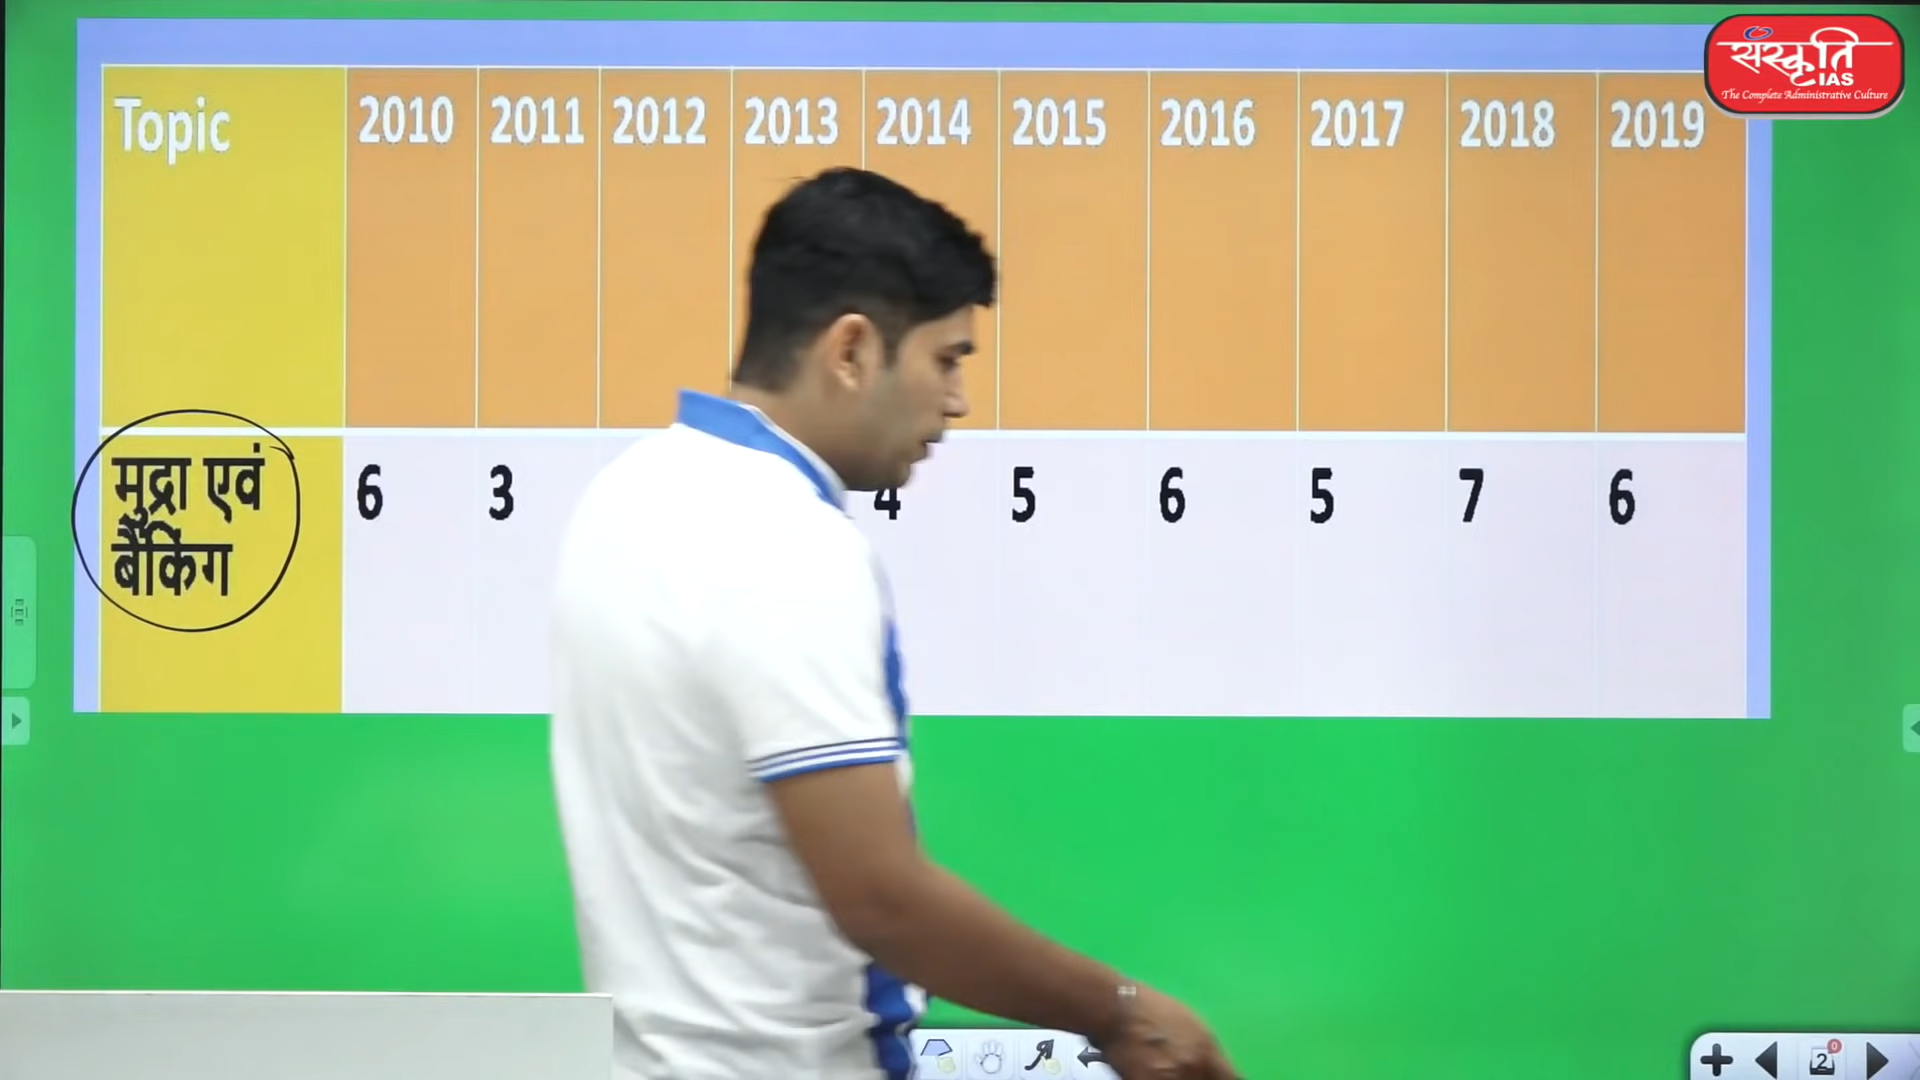 संस्कृति
IAS
The Complete Administrative Culture
Topic 2010 2011 2012 2013 2014 2015 2016 2017 2018 2019
मुद्रा एवं 6 3 4 5 6 5 7 6
बैंकिंग
2
0